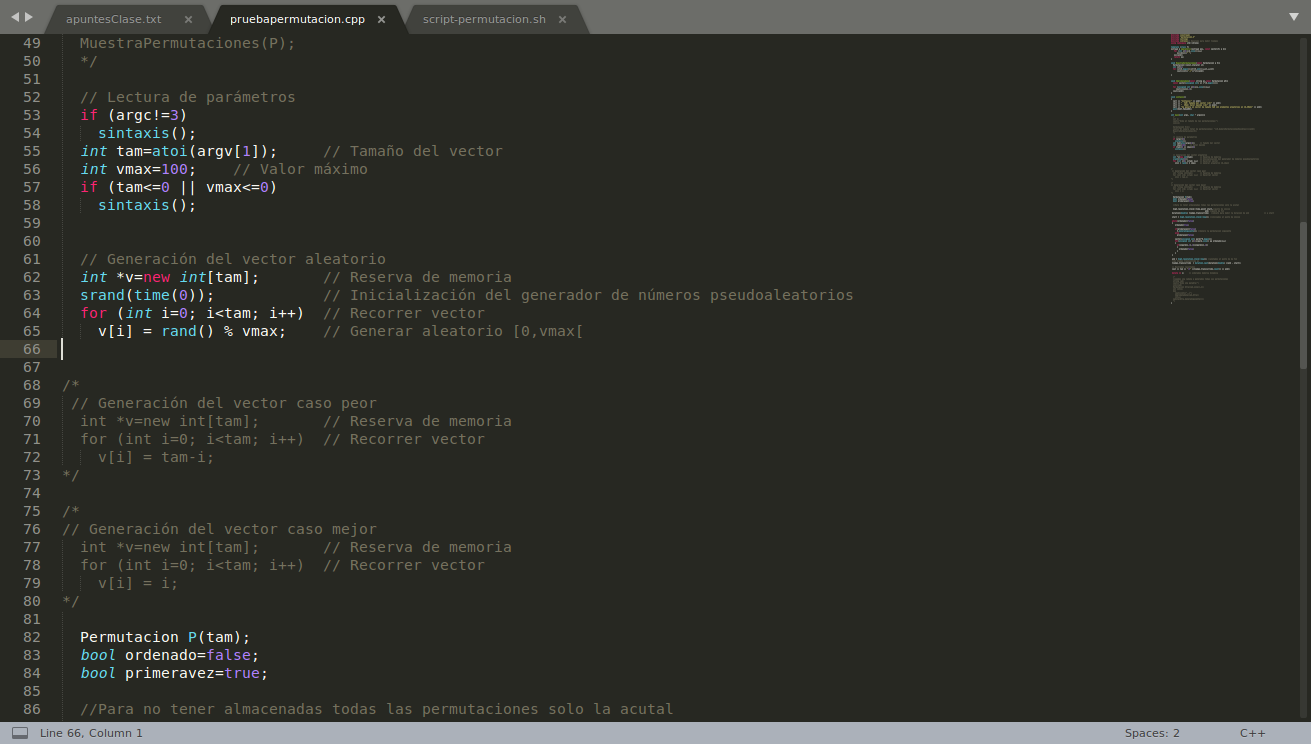 apuntesClase.txt × pruebapermutacion.cpp × script-permutacion.sh ×
49 MuestraPermutaciones(P);
50 */
51
52 // Lectura de parámetros
53 if (argc!=3)
54 sintaxis();
55 int tam=atoi(argv[1]); // Tamaño del vector
56 int vmax=100; // Valor máximo
57 if (tam<=0 || vmax<=0)
58 sintaxis();
59
60
61 // Generación del vector aleatorio
62 int *v=new int[tam]; // Reserva de memoria
63 srand(time(0)); // Inicialización del generador de números pseudoaleatorios
64 for (int i=0; i<tam; i++) // Recorrer vector
65 v[i] = rand() % vmax; // Generar aleatorio [0,vmax[
66
67
68 /*
69 // Generación del vector caso peor
70 int *v=new int[tam]; // Reserva de memoria
71 for (int i=0; i<tam; i++) // Recorrer vector
72 v[i] = tam-i;
73 */
74
75 /*
76 // Generación del vector caso mejor
77 int *v=new int[tam]; // Reserva de memoria
78 for (int i=0; i<tam; i++) // Recorrer vector
79 v[i] = i;
80 */
81
82 Permutacion P(tam);
83 bool ordenado=false;
84 bool primeravez=true;
85
86 //Para no tener almacenadas todas las permutaciones solo la acutal
Line 66, Column 1 Spaces: 2 C++